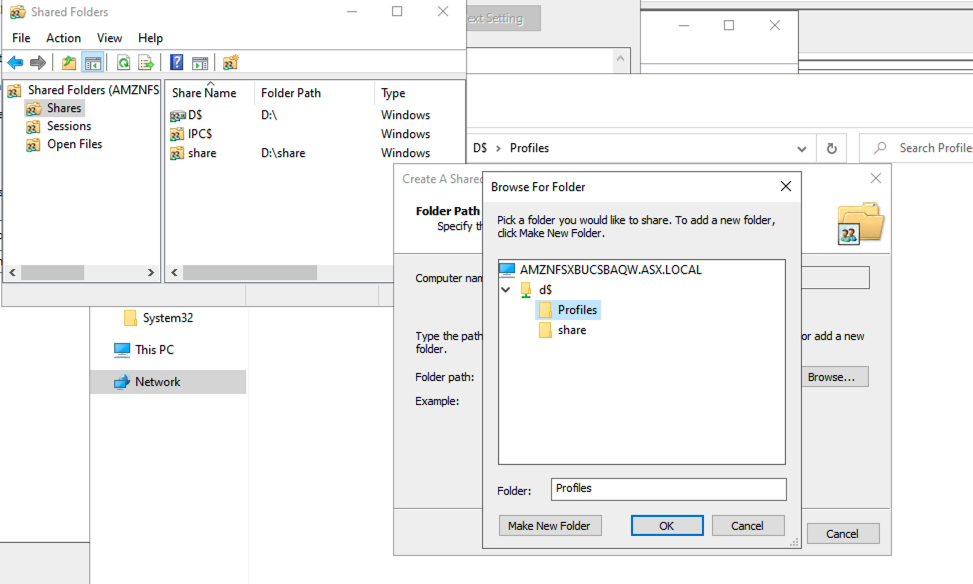 Shared Folders
File Action View Help
Shared Folders (AMZNFS
Shares
Sessions
Open Files
Share Name Folder Path Type
D$ D:\ Windows
IPC$ Windows
share D:\share Windows
ext Setting
D$ > Profiles
Search Profile
System32
This PC
Network
Create A Shared
Folder Path
Specify th
Computer nam
Type the path
folder.
or add a new
Folder path:
Browse...
Example:
Cancel
Browse For Folder
Pick a folder you would like to share. To add a new folder,
click Make New Folder.
AMZNFSXBUCSBAQW.ASX.LOCAL
d$
Profiles
share
Folder: Profiles
Make New Folder OK Cancel